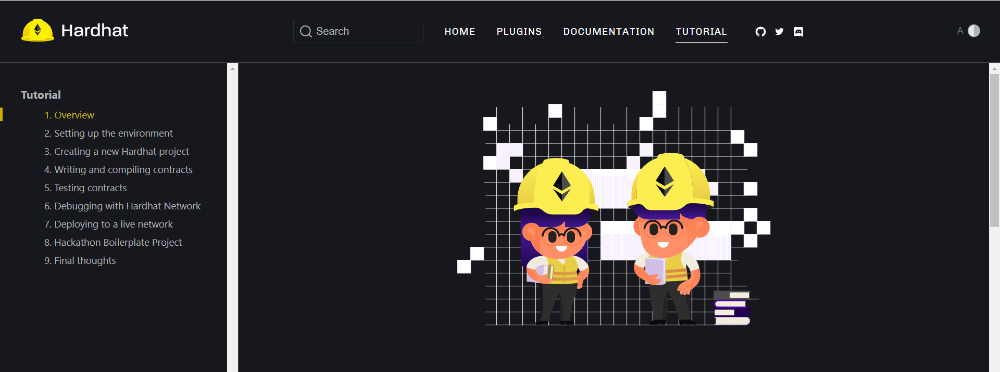 Hardhat
Search
HOME
PLUGINS
DOCUMENTATION
TUTORIAL
A
Tutorial
1. Overview
2. Setting up the environment
3. Creating a new Hardhat project
4. Writing and compiling contracts
5. Testing contracts
6. Debugging with Hardhat Network
7. Deploying to a live network
8. Hackathon Boilerplate Project
9. Final thoughts